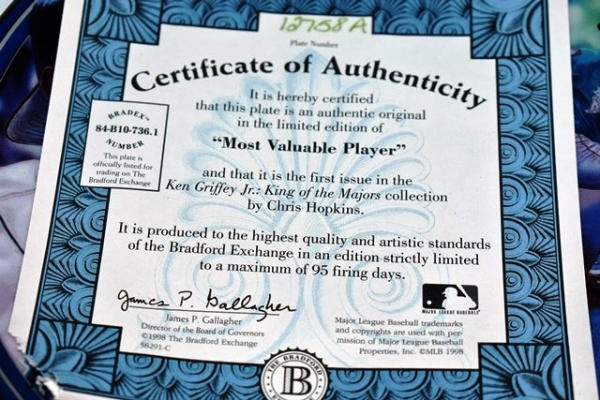 12758A
Plate Number
Certificate of Authenticity
It is hereby certified
that this plate is an authentic original
in the limited edition of
“Most Valuable Player”
and that it is the first issue in the
Ken Griffey Jr.: King of the Majors collection
by Chris Hopkins.
It is produced to the highest quality and artistic standards
of the Bradford Exchange in an edition strictly limited
to a maximum of 95 firing days.
BRADEX™
84-B10-736.1
NUMBER
This plate is
officially listed for
trading on The
Bradford Exchange
James P. Gallagher
James P. Gallagher
Director of the Board of Governors
©1998 The Bradford Exchange
58291-C
MAJOR LEAGUE BASEBALL
Major League Baseball trademarks
and copyrights are used with per-
mission of Major League Baseball
Properties, Inc. ©MLB 1998
THE BRADFORD
B